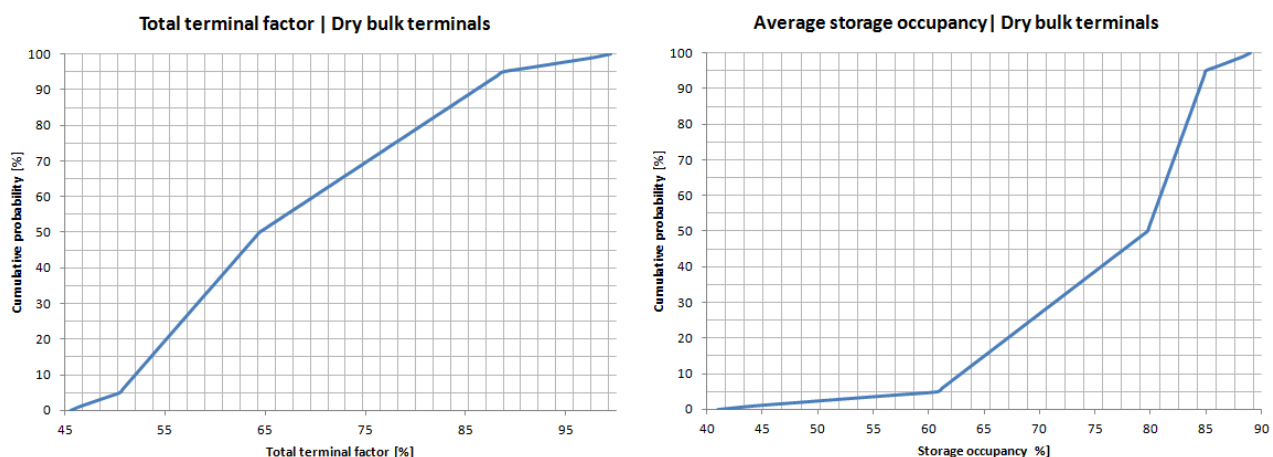 Total terminal factor | Dry bulk terminals
100
90
80
70
60
50
40
30
20
10
0
Cumulative probability [%]
45 55 65 75 85 95
Total terminal factor [%]
Average storage occupancy| Dry bulk terminals
100
90
80
70
60
50
40
30
20
10
0
Cumulative probability [%]
40 45 50 55 60 65 70 75 80 85 90
Storage occupancy %]